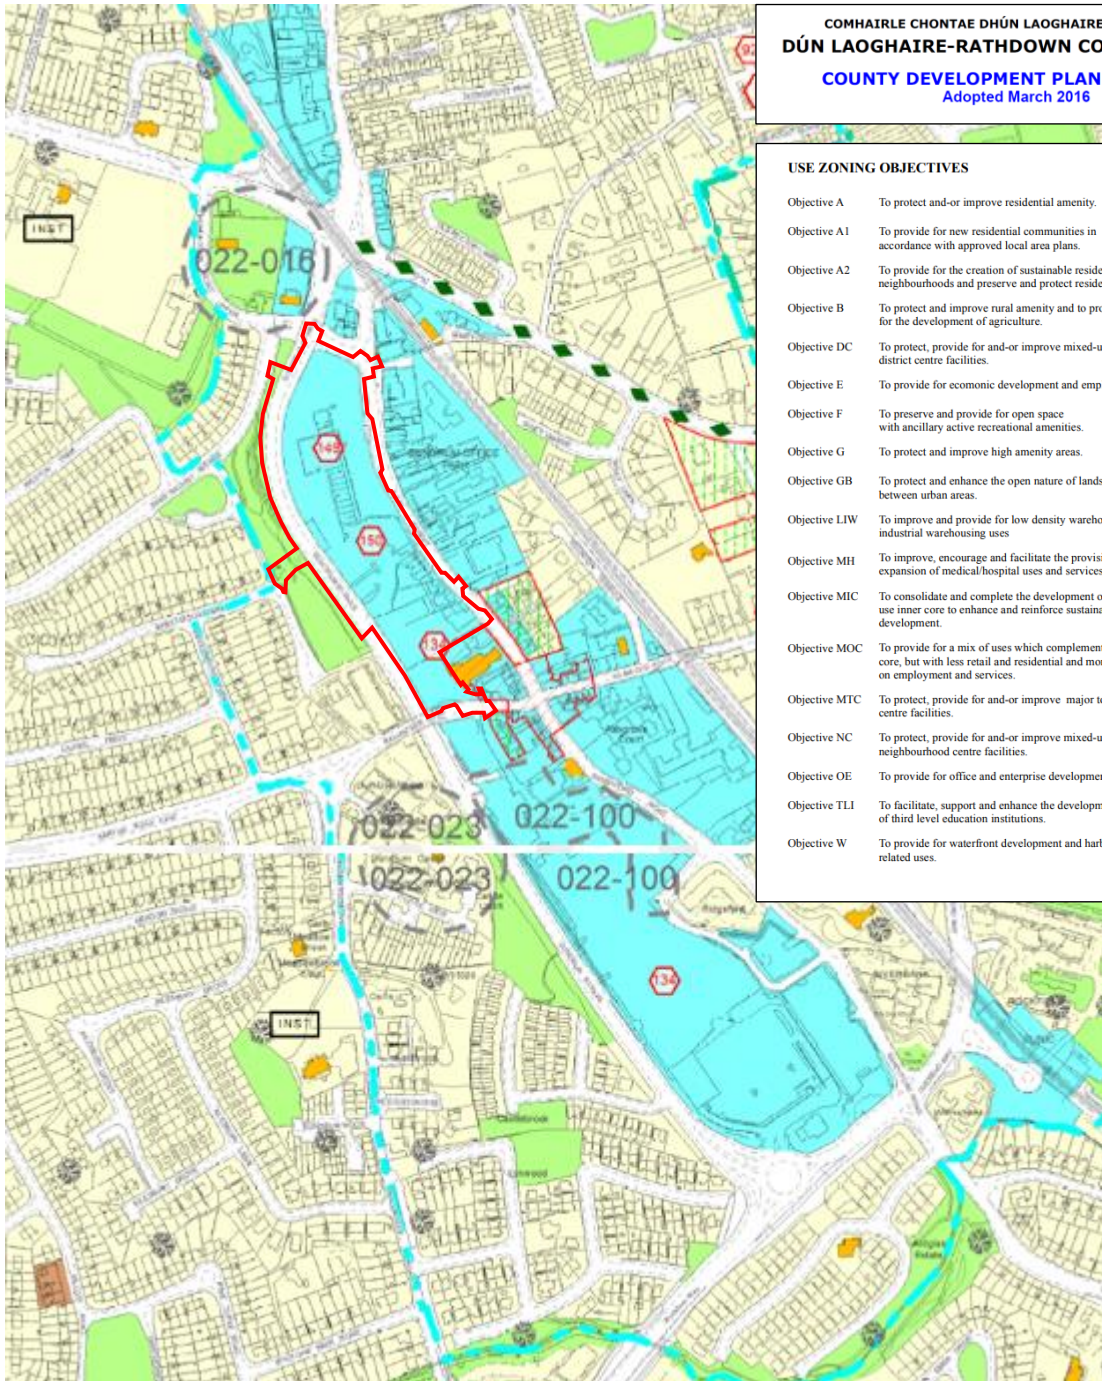 COMHAIRLE CHONTAE DHÚN LAOGHAIRE
DÚN LAOGHAIRE-RATHDOWN CO
COUNTY DEVELOPMENT PLAN
Adopted March 2016
USE ZONING OBJECTIVES
Objective A To protect and-or improve residential amenity.
Objective A1 To provide for new residential communities in
accordance with approved local area plans.
Objective A2 To provide for the creation of sustainable reside
neighbourhoods and preserve and protect reside
Objective B To protect and improve rural amenity and to pro
for the development of agriculture.
Objective DC To protect, provide for and-or improve mixed-u
district centre facilities.
Objective E To provide for ecomonic development and emp
Objective F To preserve and provide for open space
with ancillary active recreational amenities.
Objective G To protect and improve high amenity areas.
Objective GB To protect and enhance the open nature of lands
between urban areas.
Objective LIW To improve and provide for low density wareho
industrial warehousing uses
Objective MH To improve, encourage and facilitate the provisi
expansion of medical/hospital uses and services
Objective MIC To consolidate and complete the development o
use inner core to enhance and reinforce sustaina
development.
Objective MOC To provide for a mix of uses which complement
core, but with less retail and residential and mo
on employment and services.
Objective MTC To protect, provide for and-or improve major t
centre facilities.
Objective NC To protect, provide for and-or improve mixed-u
neighbourhood centre facilities.
Objective OE To provide for office and enterprise developme
Objective TLI To facilitate, support and enhance the developm
of third level education institutions.
Objective W To provide for waterfront development and harb
related uses.
92
INST
022-016
149
150
134
022-023
022-100
022-023
022-100
134
INST